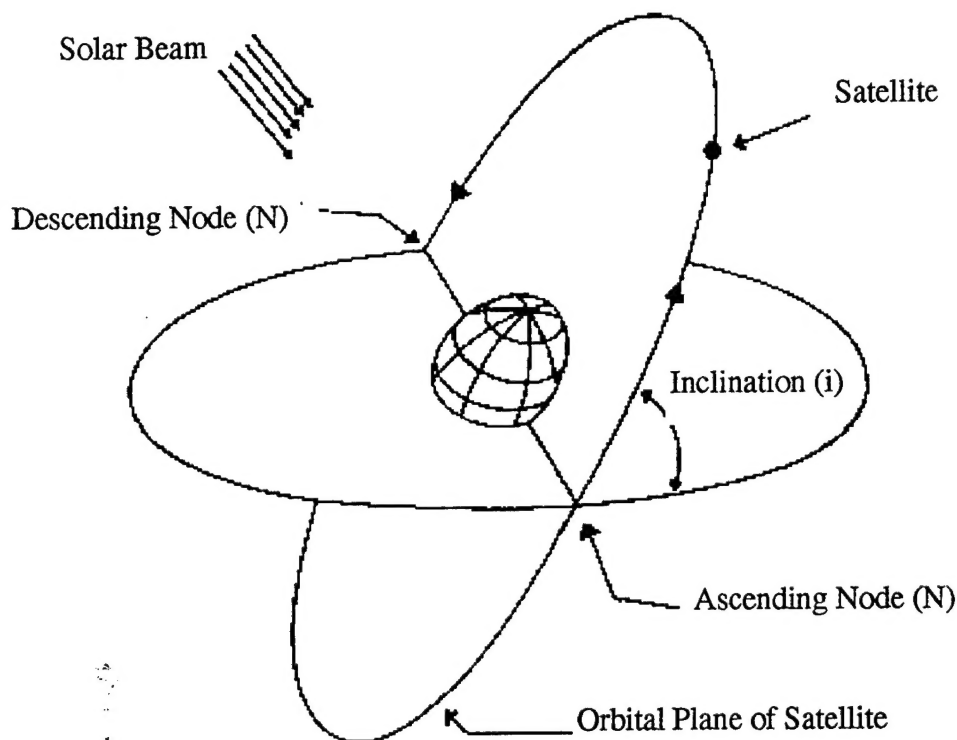 Solar Beam
Satellite
Descending Node (N)
Inclination (i)
Ascending Node (N)
Orbital Plane of Satellite